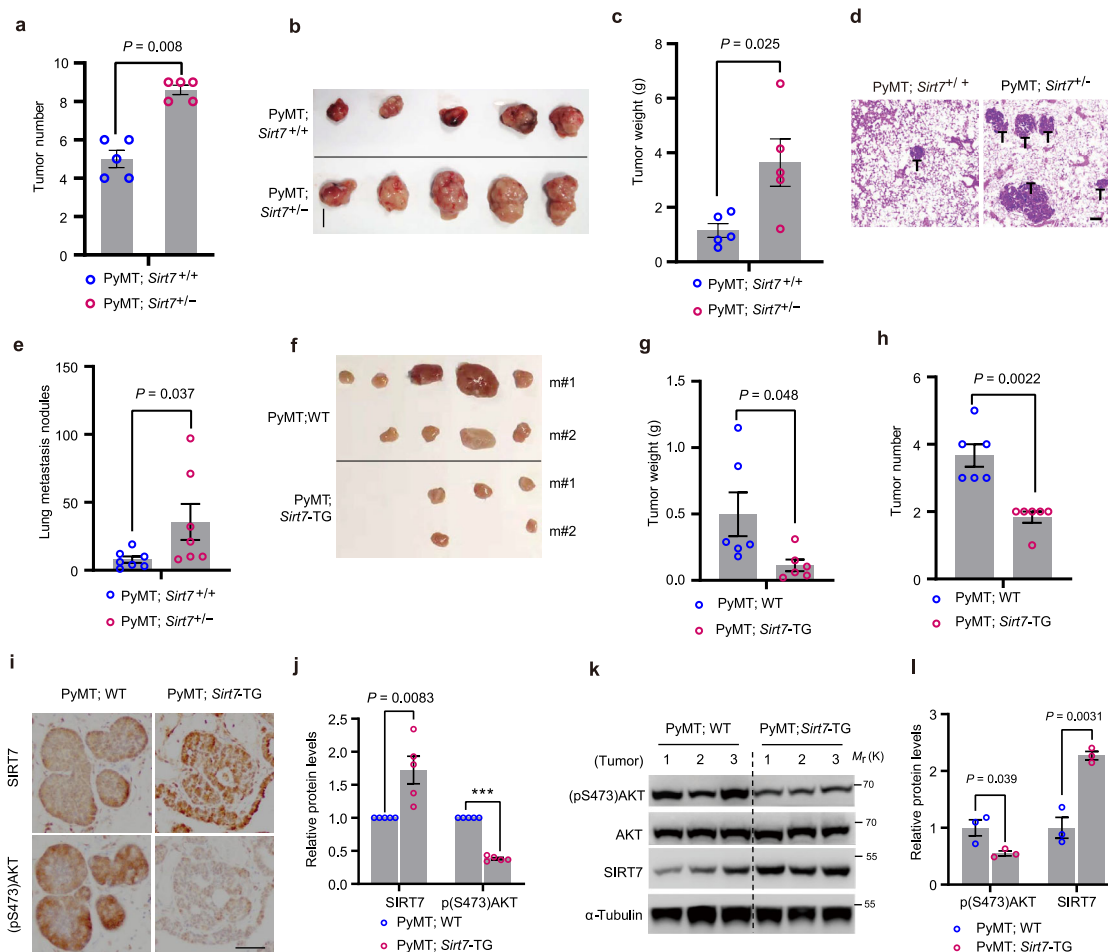 a
P = 0.008
Tumor number
10
8
6
4
2
0
PyMT; Sirt7+/+
PyMT; Sirt7+/−
b
PyMT;
Sirt7+/+
PyMT;
Sirt7+/−
c
P = 0.025
Tumor weight (g)
8
6
4
2
0
PyMT; Sirt7+/+
PyMT; Sirt7+/−
d
PyMT; Sirt7+/+
PyMT; Sirt7+/−
T
T
T
T
T
T
e
P = 0.037
Lung metastasis nodules
150
100
50
0
PyMT; Sirt7+/+
PyMT; Sirt7+/−
f
PyMT;WT
m#1
m#2
PyMT;
Sirt7-TG
m#1
m#2
g
P = 0.048
Tumor weight (g)
1.5
1.0
0.5
0.0
PyMT; WT
PyMT; Sirt7-TG
h
P = 0.0022
Tumor number
6
4
2
0
PyMT; WT
PyMT; Sirt7-TG
i
PyMT; WT
PyMT; Sirt7-TG
SIRT7
(pS473)AKT
j
P = 0.0083
***
Relative protein levels
2.5
2.0
1.5
1.0
0.5
0.0
SIRT7
p(S473)AKT
PyMT; WT
PyMT; Sirt7-TG
k
PyMT; WT
PyMT;Sirt7-TG
(Tumor)
1 2 3 1 2 3
Mr (K)
(pS473)AKT
70
AKT
70
SIRT7
55
α-Tubulin
55
l
P = 0.0031
P = 0.039
Relative protein levels
3
2
1
0
p(S473)AKT
SIRT7
PyMT; WT
PyMT; Sirt7-TG